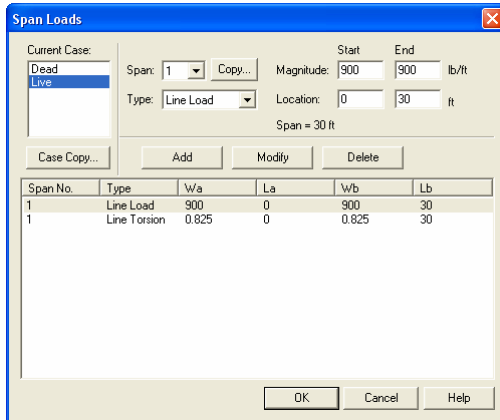 Span Loads
Current Case:
Dead
Live
Case Copy...
Span: 1 Copy...
Type: Line Load
Start End
Magnitude: 900 900 lb/ft
Location: 0 30 ft
Span = 30 ft
Add Modify Delete
Span No. Type Wa La Wb Lb
1 Line Load 900 0 900 30
1 Line Torsion 0.825 0 0.825 30
OK Cancel Help